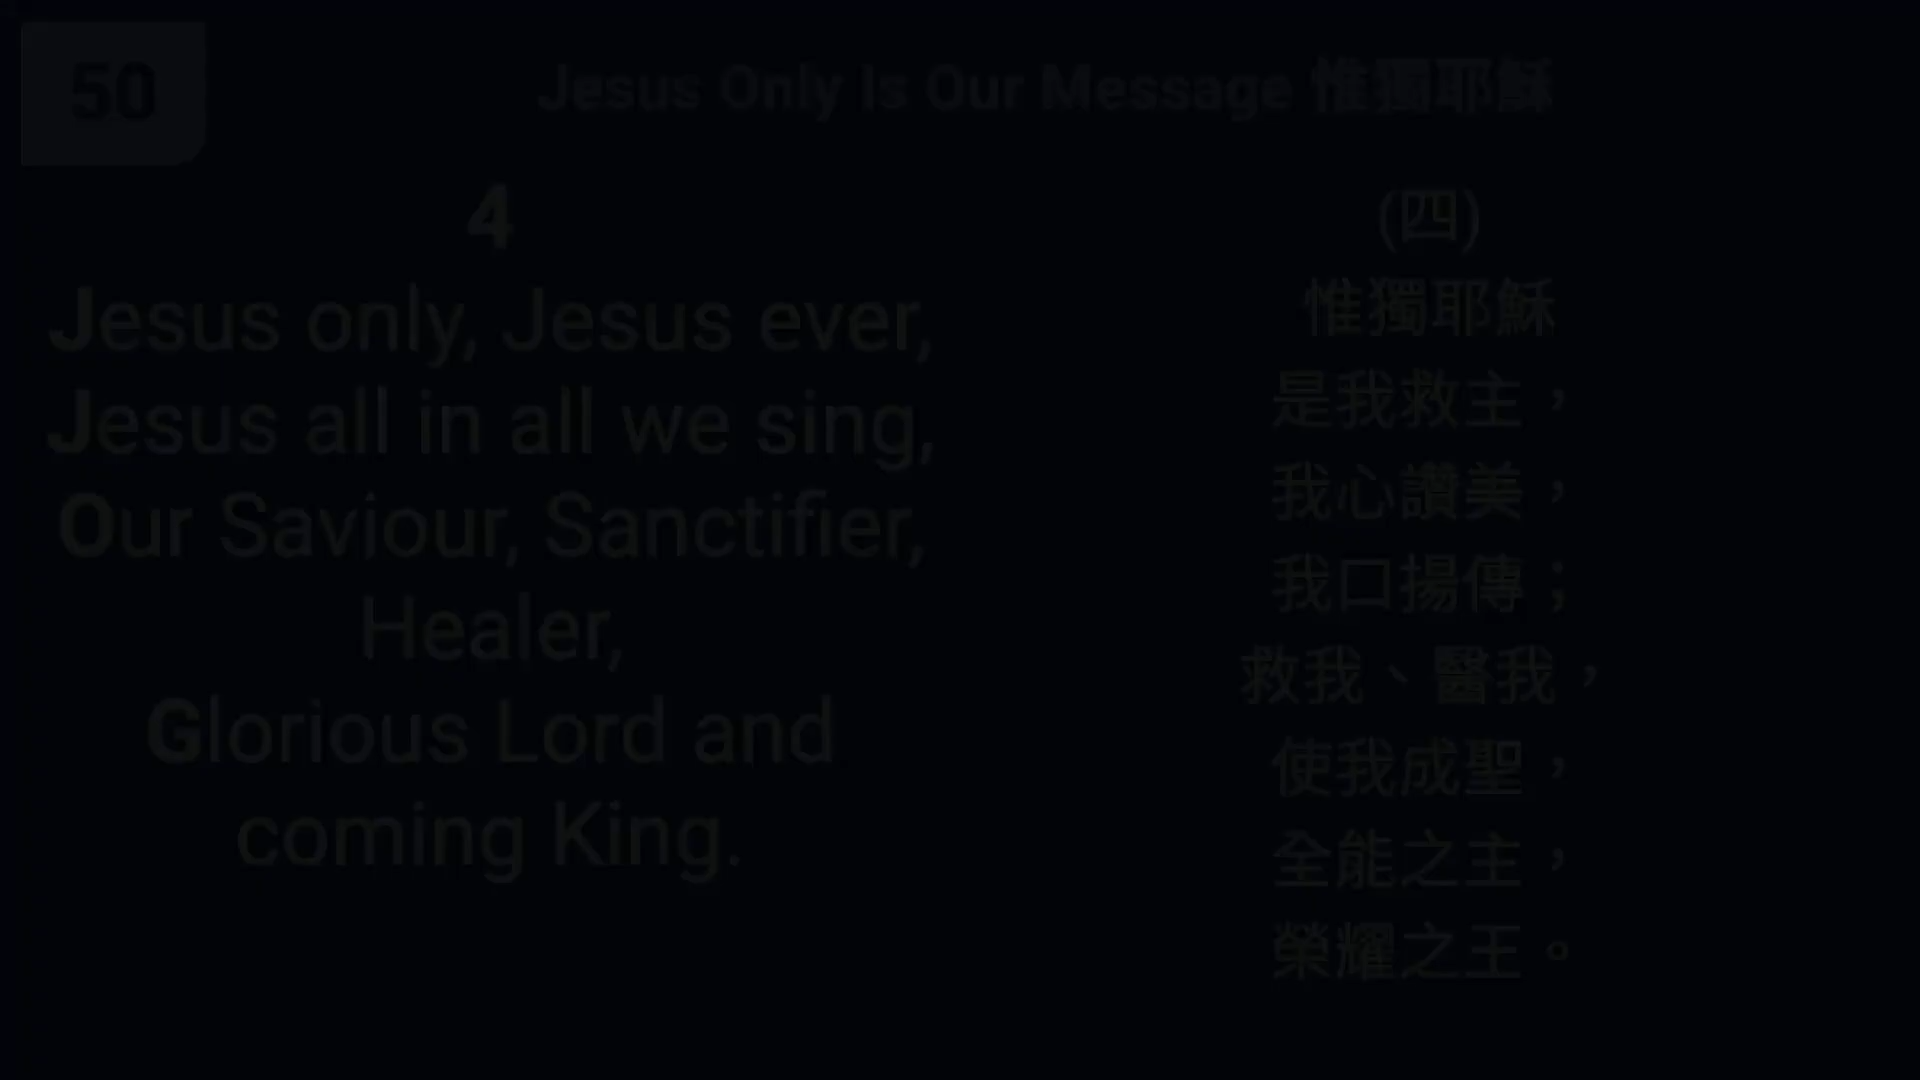 50
Jesus Only Is Our Message 惟獨耶穌
4
Jesus only, Jesus ever,
Jesus all in all we sing,
Our Saviour, Sanctifier,
Healer,
Glorious Lord and
coming King.
(四)
惟獨耶穌
是我救主，
我心讚美，
我口揚傳；
救我、醫我，
使我成聖，
全能之主，
榮耀之王。